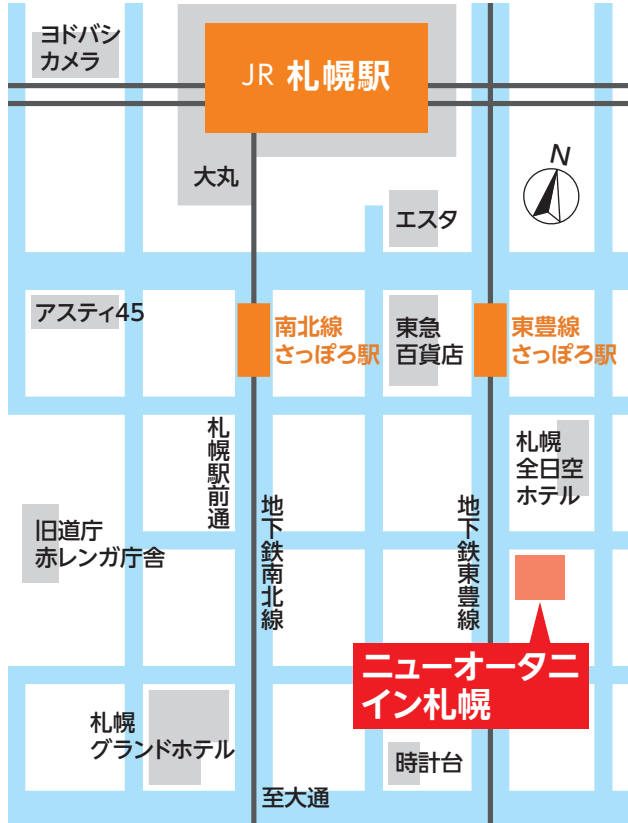 ヨドバシ
カメラ
JR 札幌駅
大丸
N
エスタ
アスティ45
南北線
さっぽろ駅
東急
百貨店
東豊線
さっぽろ駅
札幌駅前通
札幌
全日空
ホテル
旧道庁
赤レンガ庁舎
地下鉄南北線
地下鉄東豊線
ニューオータニ
イン札幌
札幌
グランドホテル
時計台
至大通